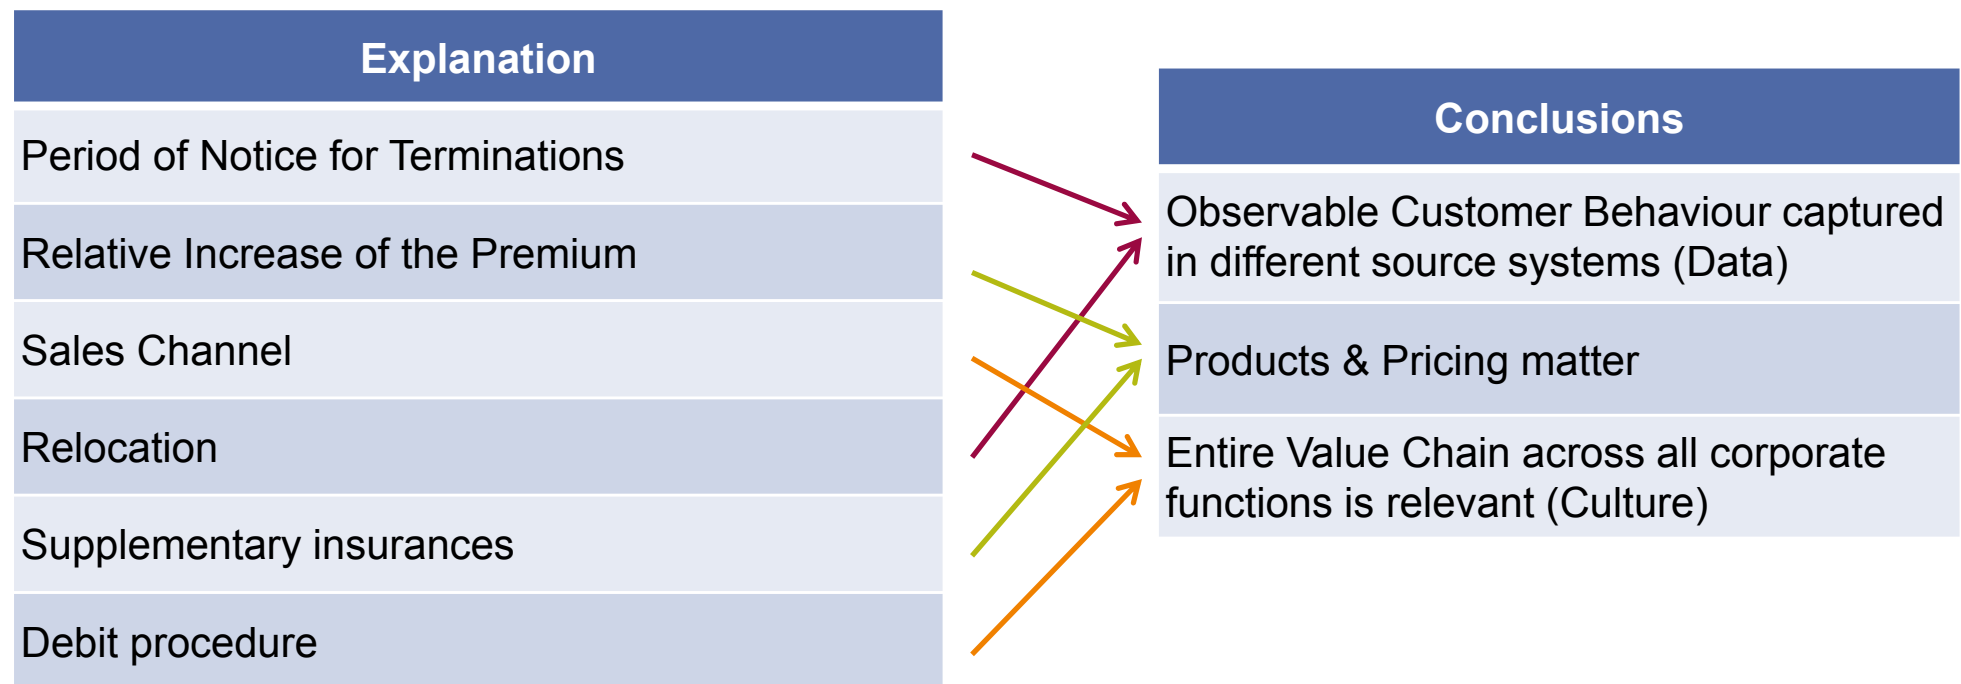 Explanation
Period of Notice for Terminations
Relative Increase of the Premium
Sales Channel
Relocation
Supplementary insurances
Debit procedure
Conclusions
Observable Customer Behaviour captured
in different source systems (Data)
Products & Pricing matter
Entire Value Chain across all corporate
functions is relevant (Culture)